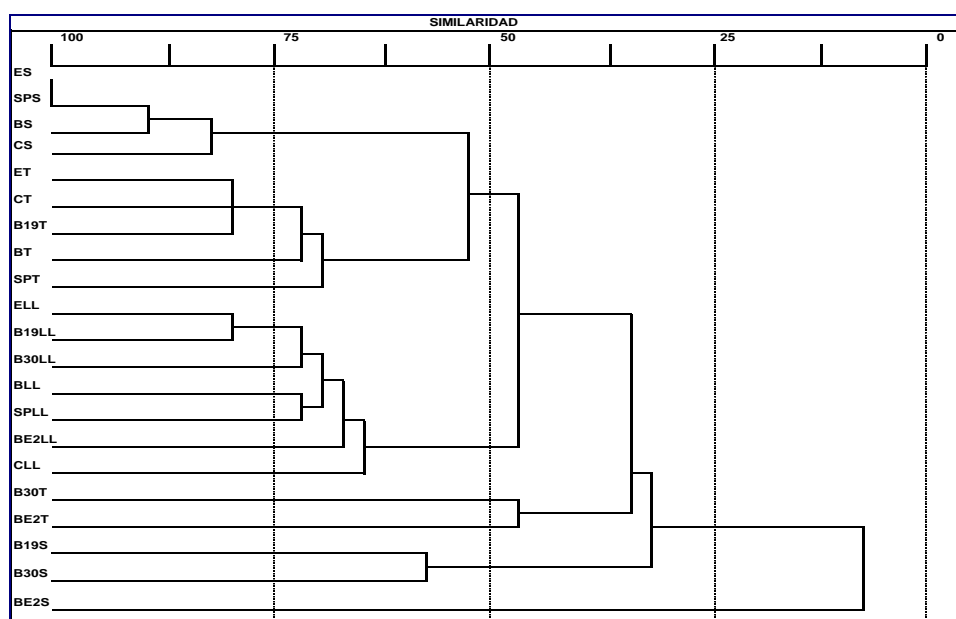 SIMILARIDAD
100 75 50 25 0
ES
SPS
BS
CS
ET
CT
B19T
BT
SPT
ELL
B19LL
B30LL
BLL
SPLL
BE2LL
CLL
B30T
BE2T
B19S
B30S
BE2S